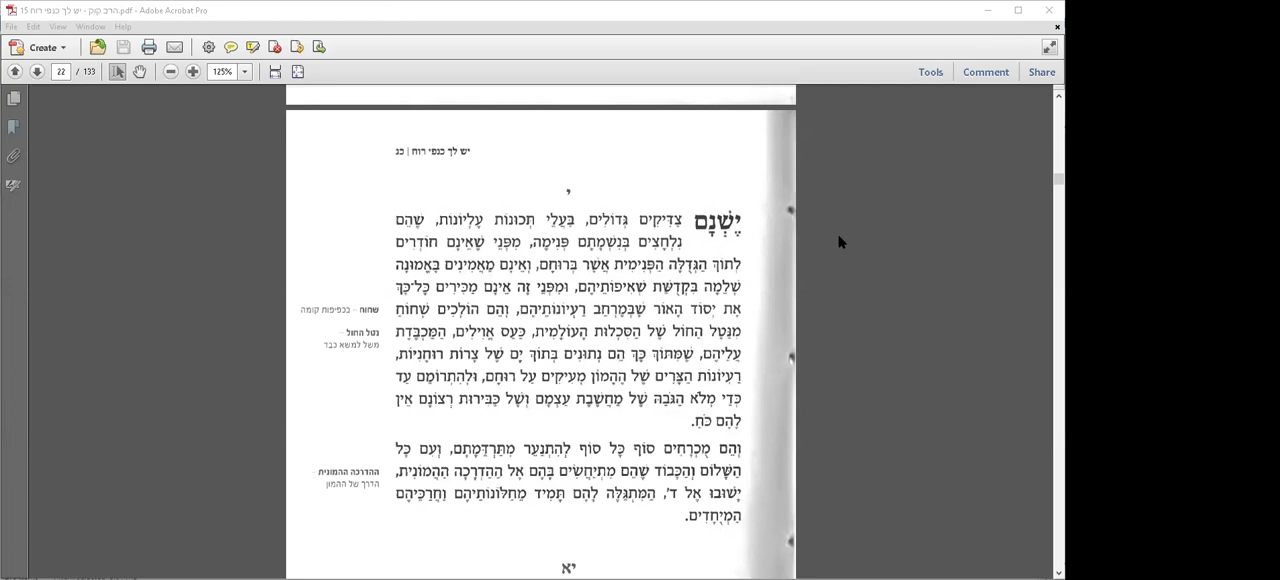 הרב קוק - יש לך כנפי רוח 15.pdf - Adobe Acrobat Pro
File Edit View Window Help
Create
22 / 133 125% Tools Comment Share
יש לך כנפי רוח | כג
י
יֶשְׁנָם צַדִּיקִים גְּדוֹלִים, בַּעֲלֵי תְכוּנוֹת עֶלְיוֹנוֹת, שֶׁהֵם
נִלְחָצִים בְּנִשְׁמָתָם פְּנִימָה, מִפְּנֵי שֶׁאֵינָם חוֹדְרִים
לְתוֹךְ הַגְּדֻלָּה הַפְּנִימִית אֲשֶׁר בְּרוּחָם, וְאֵינָם מַאֲמִינִים בֶּאֱמוּנָה
שְׁלֵמָה בִּקְדֻשַּׁת שְׁאִיפוֹתֵיהֶם, וּמִפְּנֵי זֶה אֵינָם מַכִּירִים כָּל־כָּךְ
אֶת יְסוֹד הָאוֹר שֶׁבְּמֶרְחַב רַעְיוֹנוֹתֵיהֶם, וְהֵם הוֹלְכִים שְׁחוֹחַ
שחוח – בכפיפות קומה
מִנֵּטֶל הַחוֹל שֶׁל הַסִּכְלוּת הָעוֹלָמִית, כַּעַס אֱוִילִים, הַמַּכְבֶּדֶת
נטל החול –
משל למשא כבד
עֲלֵיהֶם, שֶׁמִּתּוֹךְ כָּךְ הֵם נְתוּנִים בְּתוֹךְ יָם שֶׁל צָרוֹת רוּחָנִיּוֹת,
רַעְיוֹנוֹת הַצָּרִים שֶׁל הֶהָמוֹן מְעִיקִים עַל רוּחָם, וּלְהִתְרוֹמֵם עַד
כְּדֵי מְלֹא הַגֹּבַהּ שֶׁל מַחֲשֶׁבֶת עַצְמָם וְשֶׁל כַּבִּירוּת רְצוֹנָם אֵין
לָהֶם כֹּחַ.
וְהֵם מֻכְרָחִים סוֹף כָּל סוֹף לְהִתְנַעֵר מִתַּרְדֵּמָתָם, וְעִם כָּל
הַשָּׁלוֹם וְהַכָּבוֹד שֶׁהֵם מִתְיַחֲשִׂים בָּהֶם אֶל הַהַדְרָכָה הַהֲמוֹנִית,
ההדרכה ההמונית –
הדרך של ההמון
יָשׁוּבוּ אֶל ד', הַמִּתְגַּלֶּה לָהֶם תָּמִיד מֵחַלּוֹנוֹתֵיהֶם וַחֲרַכֵּיהֶם
הַמְיֻחָדִים.
יא